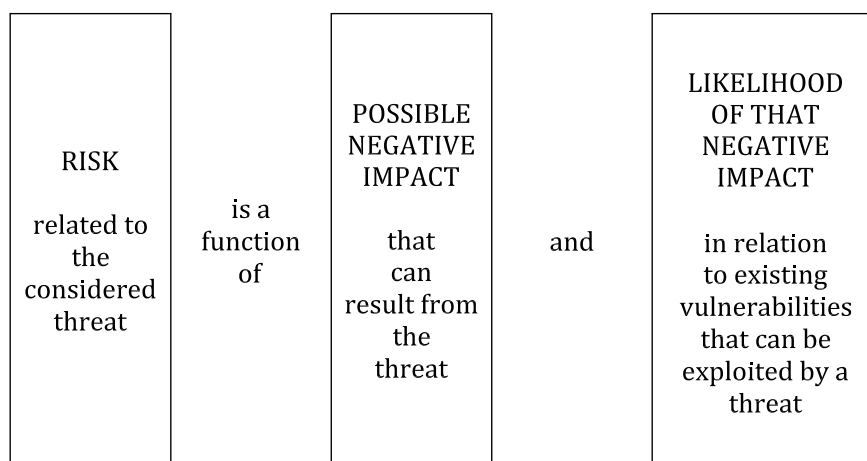 RISK
related to
the
considered
threat
is a
function
of
POSSIBLE
NEGATIVE
IMPACT
that
can
result from
the
threat
and
LIKELIHOOD
OF THAT
NEGATIVE
IMPACT
in relation
to existing
vulnerabilities
that can be
exploited by a
threat